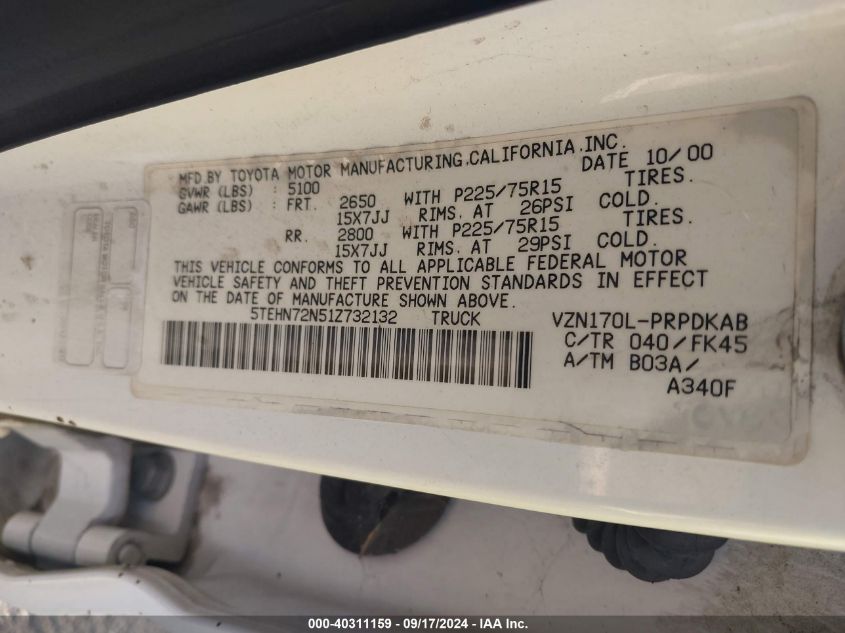 MFD BY TOYOTA MOTOR MANUFACTURING,CALIFORNIA,INC.
GVWR (LBS) : 5100 DATE 10/00
GAWR (LBS) : FRT. 2650 WITH P225/75R15 TIRES.
15X7JJ RIMS, AT 26PSI COLD.
RR. 2800 WITH P225/75R15 TIRES.
15X7JJ RIMS, AT 29PSI COLD.
THIS VEHICLE CONFORMS TO ALL APPLICABLE FEDERAL MOTOR
VEHICLE SAFETY AND THEFT PREVENTION STANDARDS IN EFFECT
ON THE DATE OF MANUFACTURE SHOWN ABOVE.
5TEHN72N51Z732132 TRUCK VZN170L-PRPDKAB
C/TR 040/FK45
A/TM B03A/
A340F
000-40311159 - 09/17/2024 - IAA Inc.